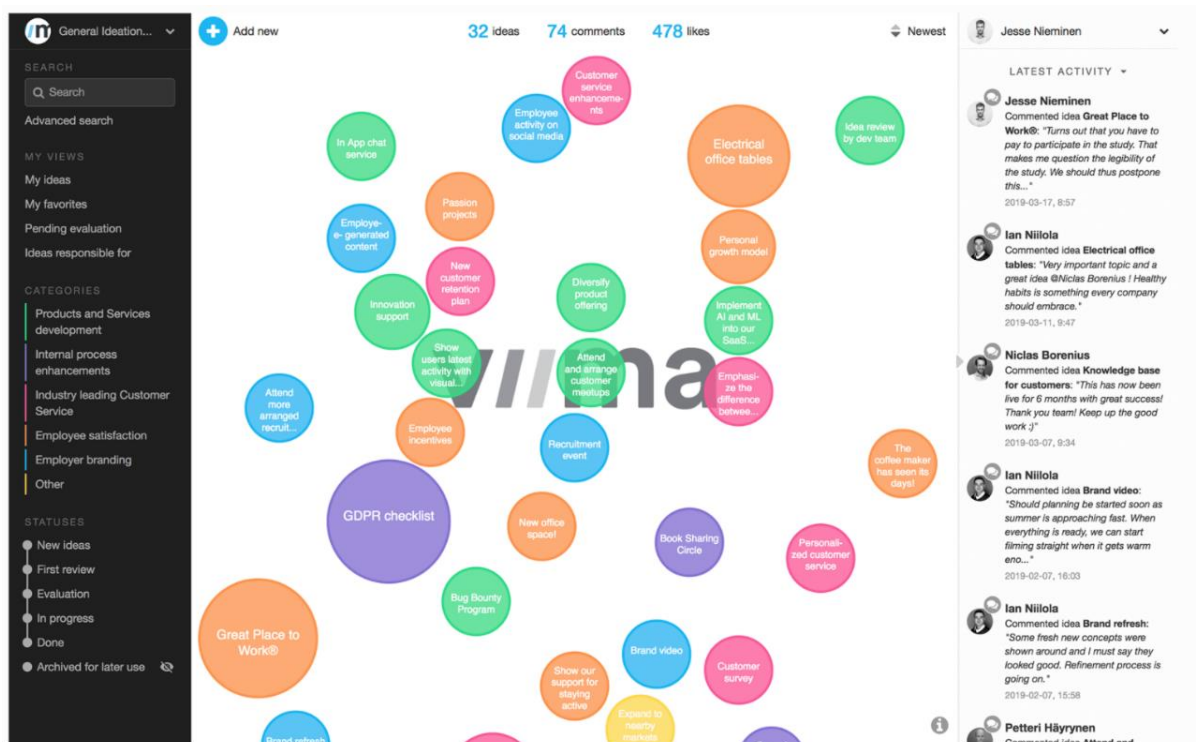 General Ideation...
SEARCH
Search
Advanced search
MY VIEWS
My ideas
My favorites
Pending evaluation
Ideas responsible for
CATEGORIES
Products and Services
development
Internal process
enhancements
Industry leading Customer
Service
Employee satisfaction
Employer branding
Other
STATUSES
New ideas
First review
Evaluation
In progress
Done
Archived for later use
Add new
32 ideas
74 comments
478 likes
Newest
Customer
service
enhanceme-
nts
Employee
activity on
social media
In App chat
service
Electrical
office tables
Idea review
by dev team
Passion
projects
Employe-
e- generated
content
Personal
growth model
New
customer
retention
plan
Innovation
support
Diversify
product
offering
Implement
AI and ML
into our
SaaS...
Show
users latest
activity with
visual...
Attend
and arrange
customer
meetups
viima
Emphasi-
ze the
difference
betwee...
Attend
more
arranged
recruit...
Employee
incentives
Recruitment
event
The
coffee maker
has seen its
days!
GDPR checklist
New office
space!
Book Sharing
Circle
Personali-
zed customer
service
Bug Bounty
Program
Great Place to
Work®
Brand video
Customer
survey
Show our
support for
staying
active
Expand to
nearby
markets
Brand refresh
Jesse Nieminen
LATEST ACTIVITY
Jesse Nieminen
Commented idea Great Place to
Work®: "Turns out that you have to
pay to participate in the study. That
makes me question the legibility of
the study. We should thus postpone
this..."
2019-03-17, 8:57
Ian Niilola
Commented idea Electrical office
tables: "Very important topic and a
great idea @Niclas Borenius ! Healthy
habits is something every company
should embrace."
2019-03-11, 9:47
Niclas Borenius
Commented idea Knowledge base
for customers: "This has now been
live for 6 months with great success!
Thank you team! Keep up the good
work :)"
2019-03-07, 9:34
Ian Niilola
Commented idea Brand video:
"Should planning be started soon as
summer is approaching fast. When
everything is ready, we can start
filming straight when it gets warm
eno..."
2019-02-07, 16:03
Ian Niilola
Commented idea Brand refresh:
"Some fresh new concepts were
shown around and I must say they
looked good. Refinement process is
going on."
2019-02-07, 15:58
Petteri Häyrynen
Commented idea Attend and